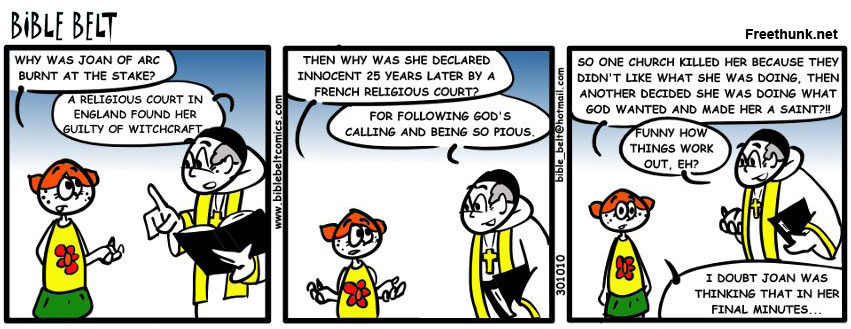 BIBLE BELT
Freethunk.net
WHY WAS JOAN OF ARC
BURNT AT THE STAKE?
A RELIGIOUS COURT IN
ENGLAND FOUND HER
GUILTY OF WITCHCRAFT
www.biblebeltcomics.com
THEN WHY WAS SHE DECLARED
INNOCENT 25 YEARS LATER BY A
FRENCH RELIGIOUS COURT?
FOR FOLLOWING GOD'S
CALLING AND BEING SO PIOUS.
301010 bible_belt@hotmail.com
SO ONE CHURCH KILLED HER BECAUSE THEY
DIDN'T LIKE WHAT SHE WAS DOING, THEN
ANOTHER DECIDED SHE WAS DOING WHAT
GOD WANTED AND MADE HER A SAINT?!!
FUNNY HOW
THINGS WORK
OUT, EH?
I DOUBT JOAN WAS
THINKING THAT IN HER
FINAL MINUTES...